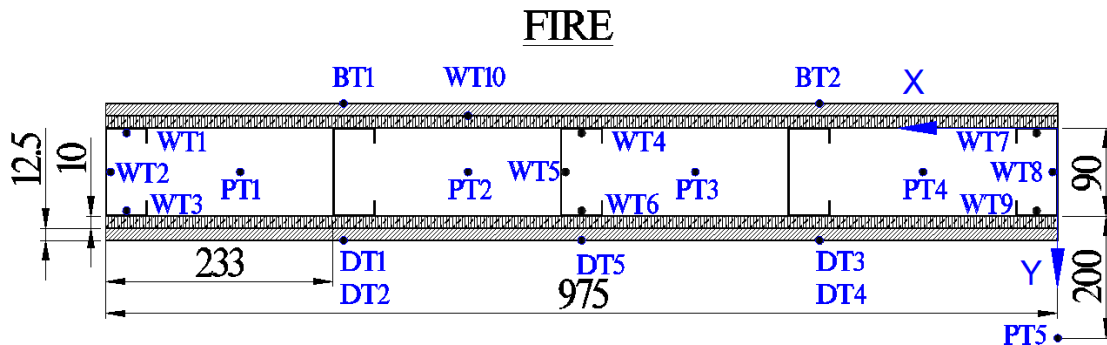 FIRE
BT1 WT10 BT2 X
WT1 WT4 WT7
WT2 PT1 PT2 WT5 PT3 PT4 WT8
WT3 WT6 WT9
12.5 10 90
DT1 DT5 DT3 Y
DT2 DT4
233 200
975
PT5